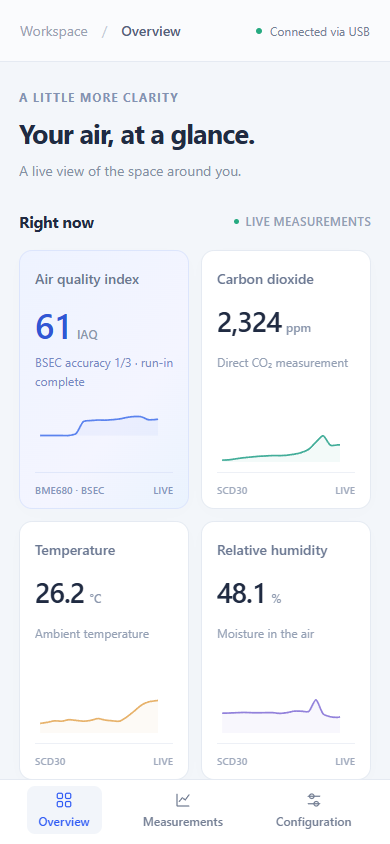 Workspace / Overview
Connected via USB
A LITTLE MORE CLARITY
Your air, at a glance.
A live view of the space around you.
Right now
LIVE MEASUREMENTS
Air quality index
61 IAQ
BSEC accuracy 1/3 · run-in
complete
BME680 · BSEC
LIVE
Carbon dioxide
2,324 ppm
Direct CO₂ measurement
SCD30
LIVE
Temperature
26.2 °C
Ambient temperature
SCD30
LIVE
Relative humidity
48.1 %
Moisture in the air
SCD30
LIVE
Overview
Measurements
Configuration